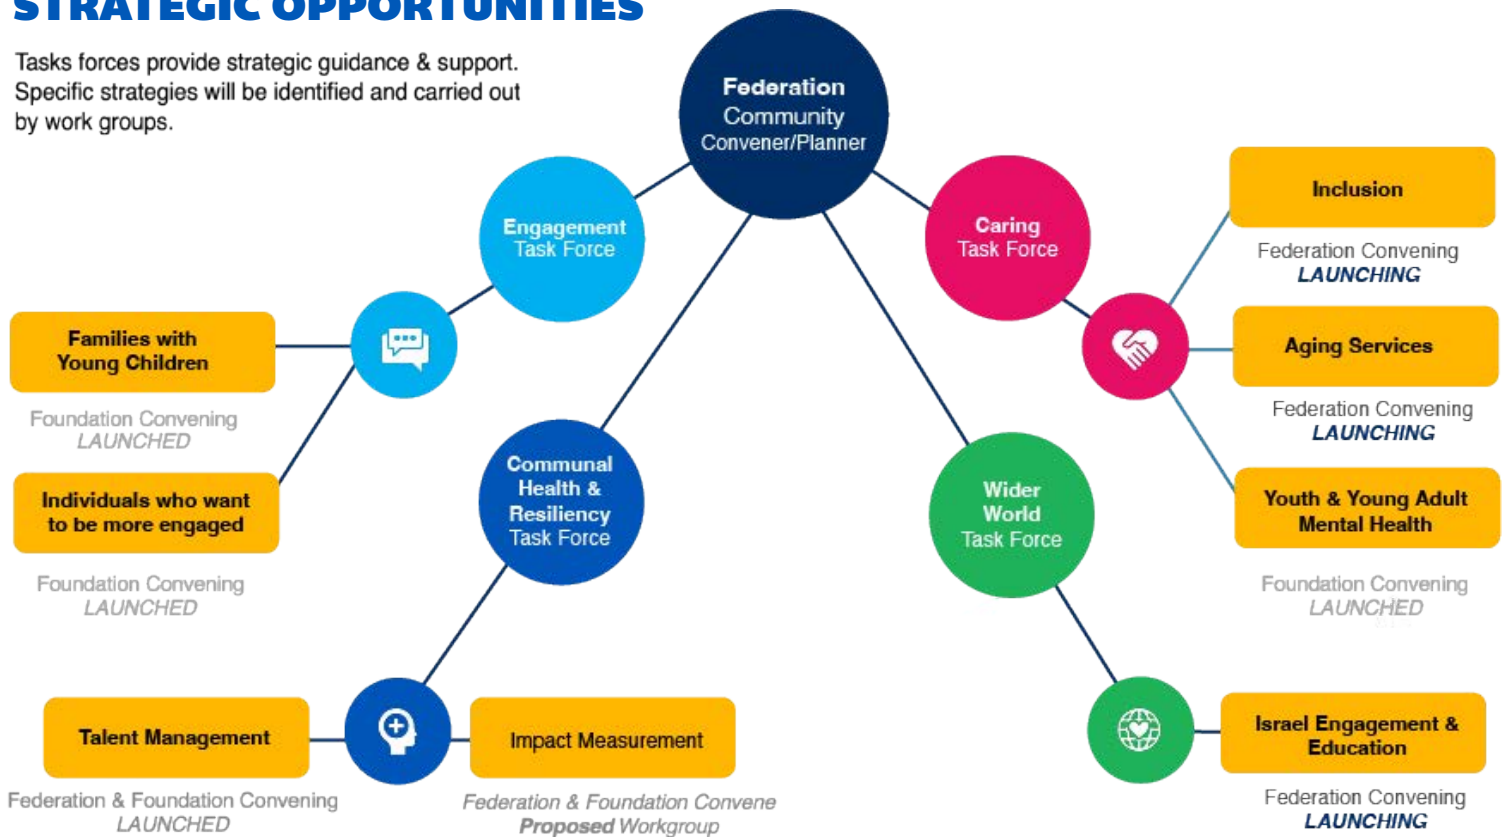 STRATEGIC OPPORTUNITIES
Tasks forces provide strategic guidance & support.
Specific strategies will be identified and carried out
by work groups.
Federation
Community
Convener/Planner
Engagement
Task Force
Caring
Task Force
Inclusion
Federation Convening
LAUNCHING
Families with
Young Children
Foundation Convening
LAUNCHED
Aging Services
Federation Convening
LAUNCHING
Individuals who want
to be more engaged
Foundation Convening
LAUNCHED
Communal
Health &
Resiliency
Task Force
Wider
World
Task Force
Youth & Young Adult
Mental Health
Foundation Convening
LAUNCHED
Talent Management
Federation & Foundation Convening
LAUNCHED
Impact Measurement
Federation & Foundation Convene
Proposed Workgroup
Israel Engagement &
Education
Federation Convening
LAUNCHING